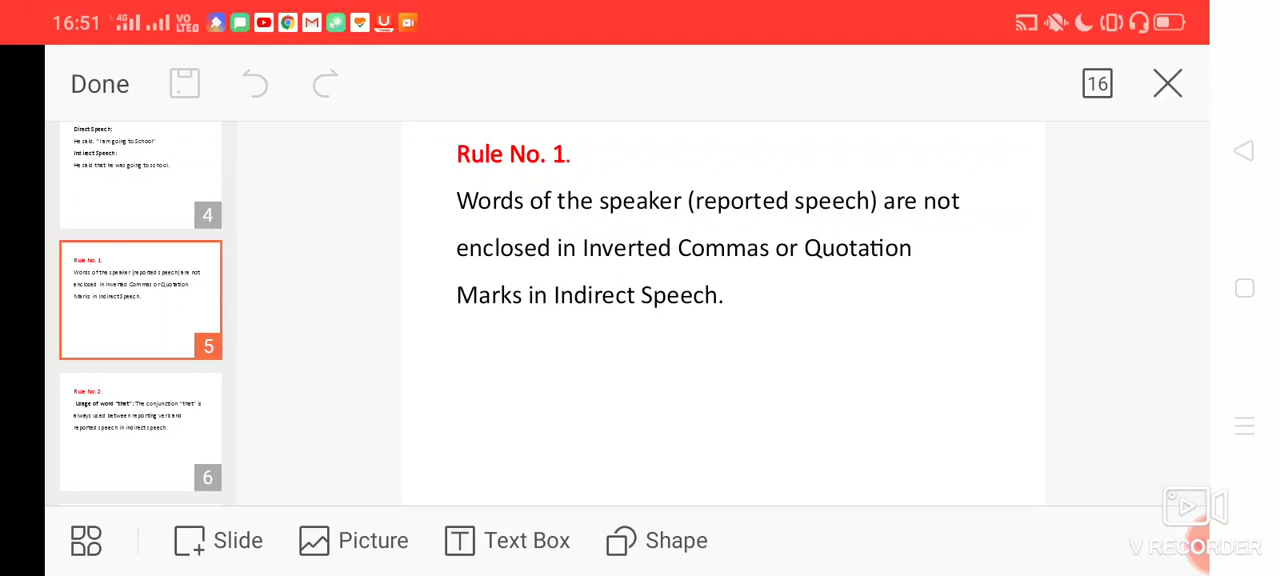 16:51 4G VO LTE
Done 16
Direct Speech:
He said, "I am going to School"
Indirect Speech:
He said that he was going to school.
4
Rule No. 1.
Words of the speaker (reported speech) are not
enclosed in Inverted Commas or Quotation
Marks in Indirect Speech.
5
Rule No. 2.
Usage of word "that": The conjunction "that" is
always used between reporting verb and
reported speech in indirect speech.
6
Rule No. 1.
Words of the speaker (reported speech) are not
enclosed in Inverted Commas or Quotation
Marks in Indirect Speech.
Slide Picture Text Box Shape
V RECORDER